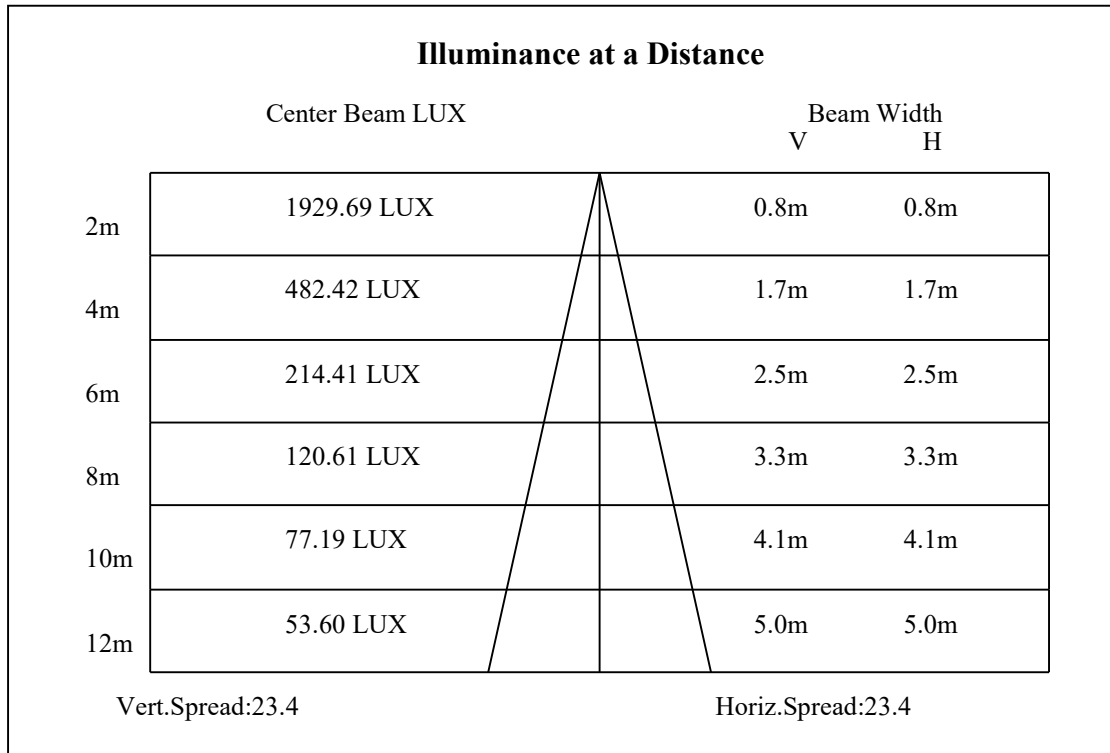 Illuminance at a Distance
Center Beam LUX Beam Width
V H
2m 1929.69 LUX 0.8m 0.8m
4m 482.42 LUX 1.7m 1.7m
6m 214.41 LUX 2.5m 2.5m
8m 120.61 LUX 3.3m 3.3m
10m 77.19 LUX 4.1m 4.1m
12m 53.60 LUX 5.0m 5.0m
Vert.Spread:23.4 Horiz.Spread:23.4